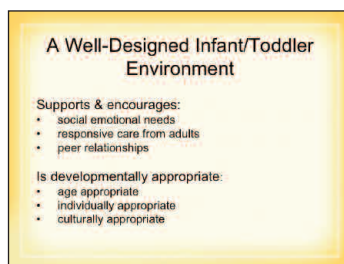 A Well-Designed Infant/Toddler
Environment
Supports & encourages:
• social emotional needs
• responsive care from adults
• peer relationships
Is developmentally appropriate:
• age appropriate
• individually appropriate
• culturally appropriate